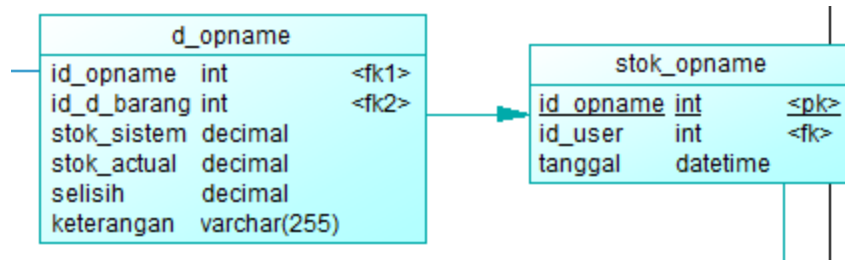 d_opname
id_opname int <fk1>
id_d_barang int <fk2>
stok_sistem decimal
stok_actual decimal
selisih decimal
keterangan varchar(255)
stok_opname
id_opname int <pk>
id_user int <fk>
tanggal datetime